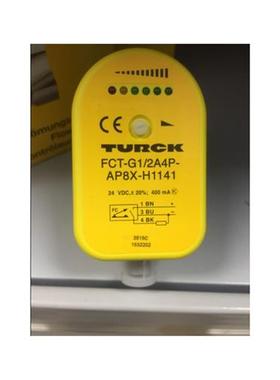 CE
TURCK
FCT-G1/2A4P-
AP8X-H1141
24 VDC, ± 20%; 400 mA
FC
1 BN +
3 BU -
4 BK
1532202